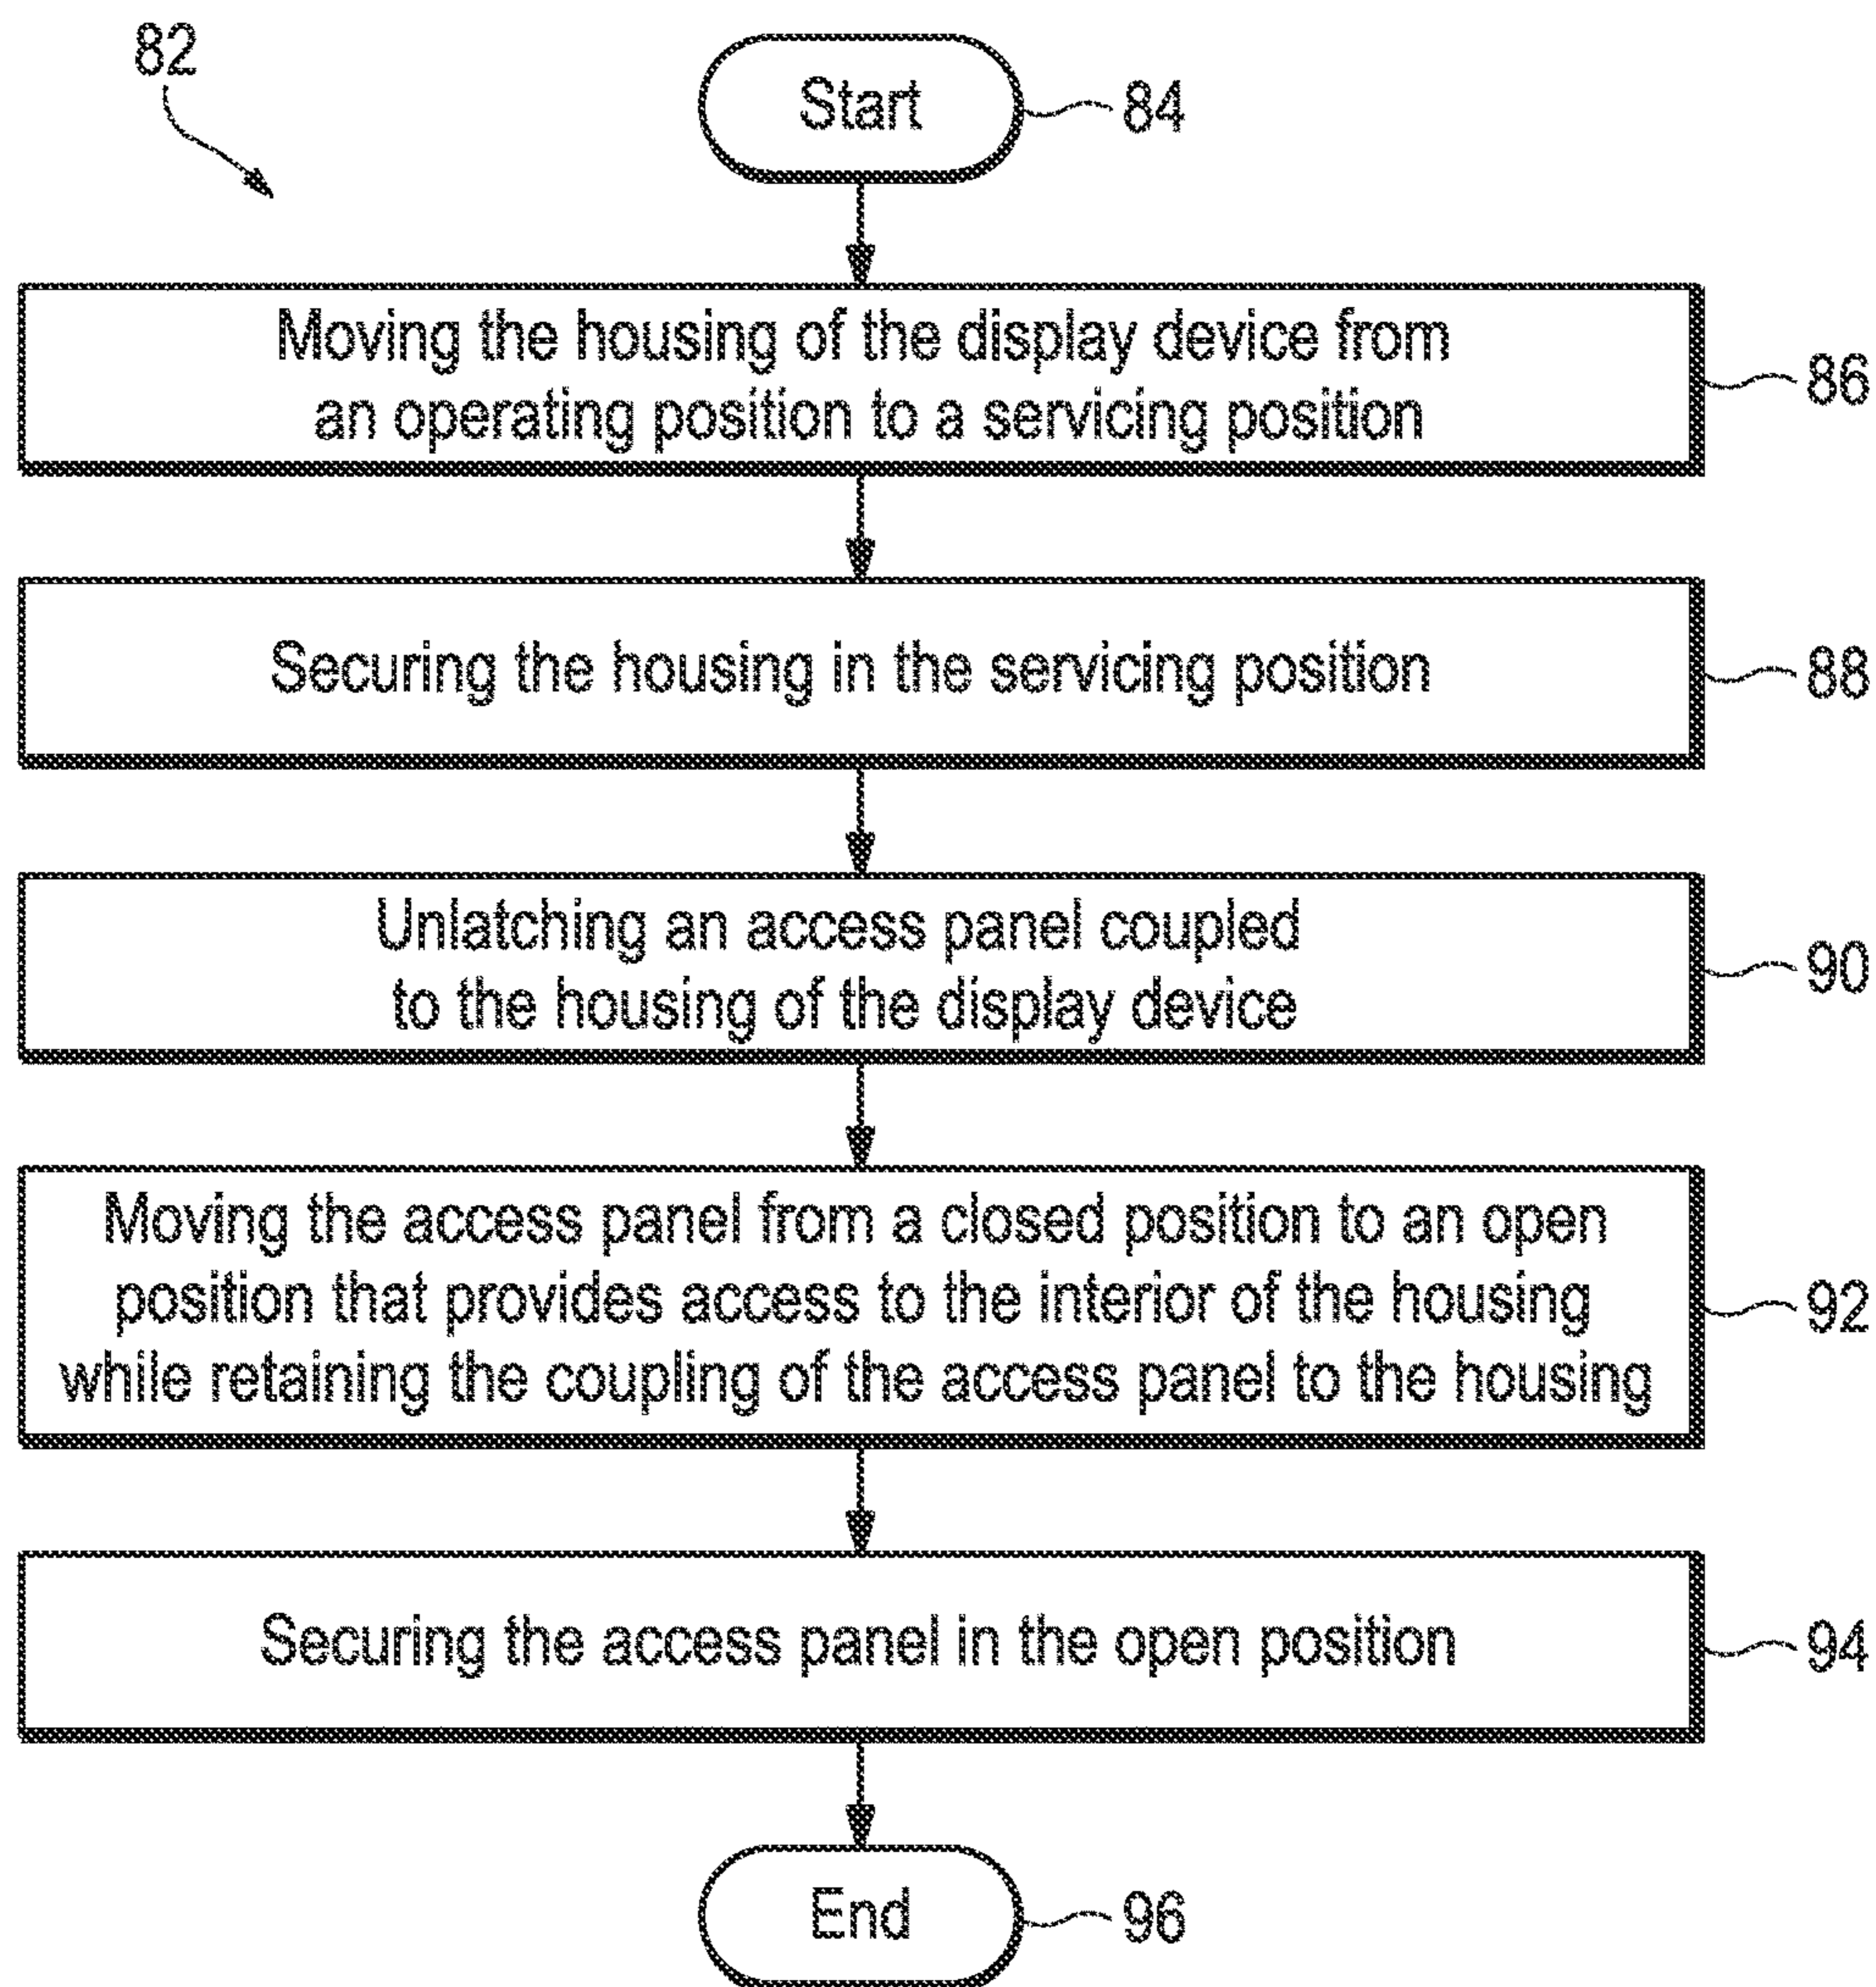 82
Start
84
Moving the housing of the display device from
an operating position to a servicing position
86
Securing the housing in the servicing position
88
Unlatching an access panel coupled
to the housing of the display device
90
Moving the access panel from a closed position to an open
position that provides access to the interior of the housing
while retaining the coupling of the access panel to the housing
92
Securing the access panel in the open position
94
End
96